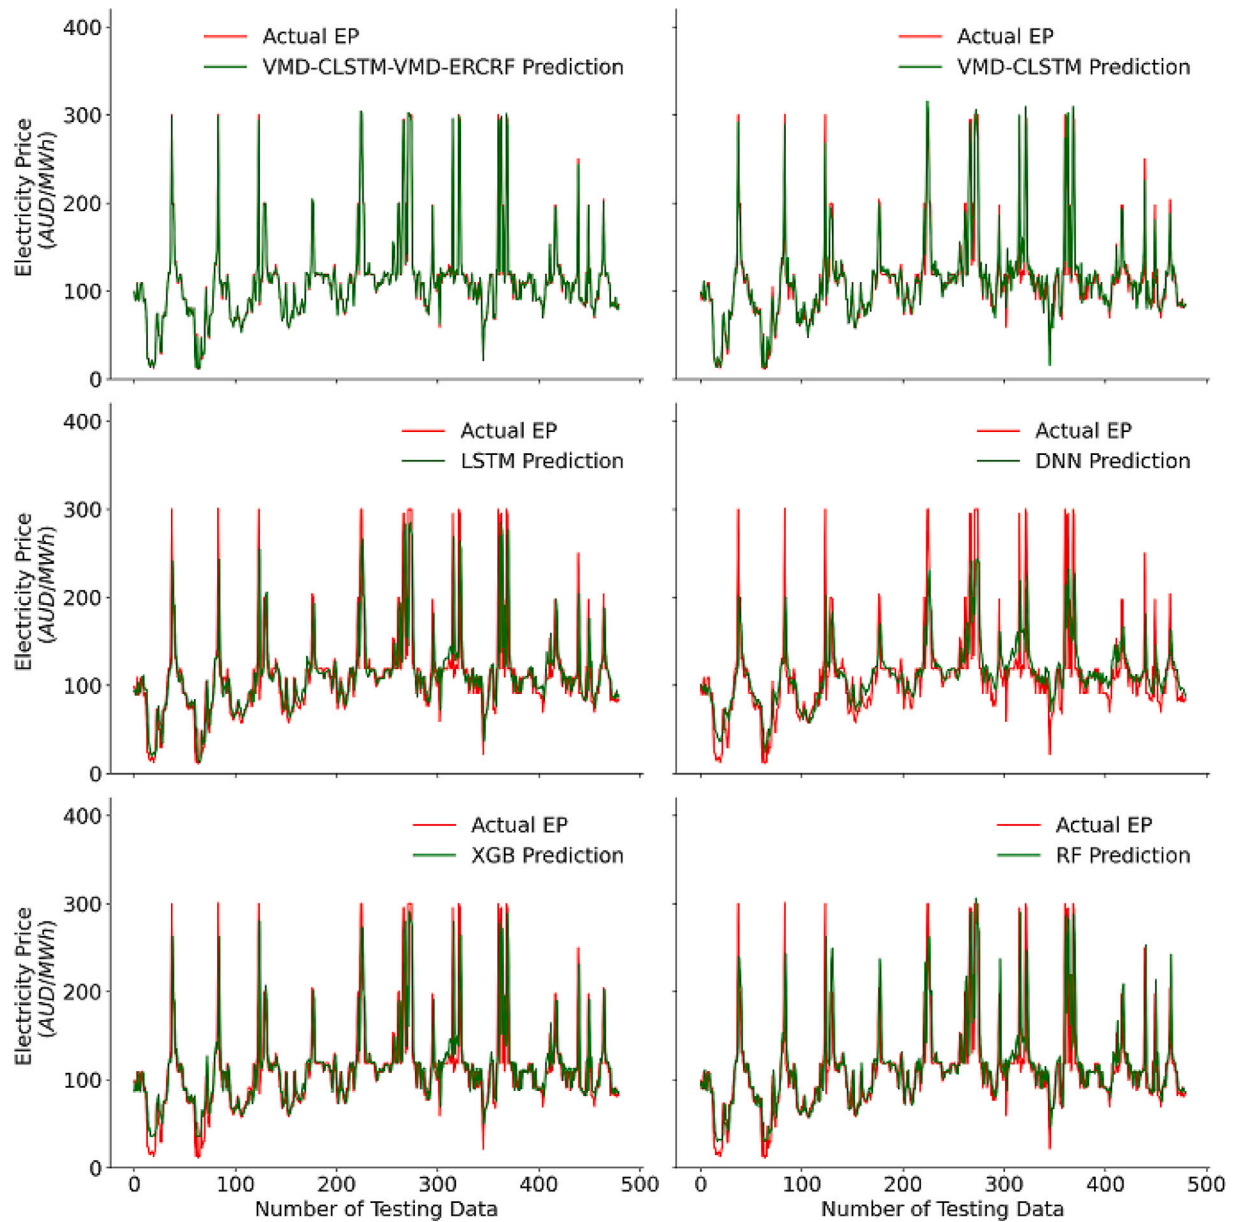 Actual EP
VMD-CLSTM-VMD-ERCRF Prediction
Electricity Price
(AUD/MWh)
400
300
200
100
0
Actual EP
VMD-CLSTM Prediction
Actual EP
LSTM Prediction
Electricity Price
(AUD/MWh)
400
300
200
100
0
Actual EP
DNN Prediction
Actual EP
XGB Prediction
Electricity Price
(AUD/MWh)
400
300
200
100
0
0 100 200 300 400 500
Number of Testing Data
Actual EP
RF Prediction
0 100 200 300 400 500
Number of Testing Data